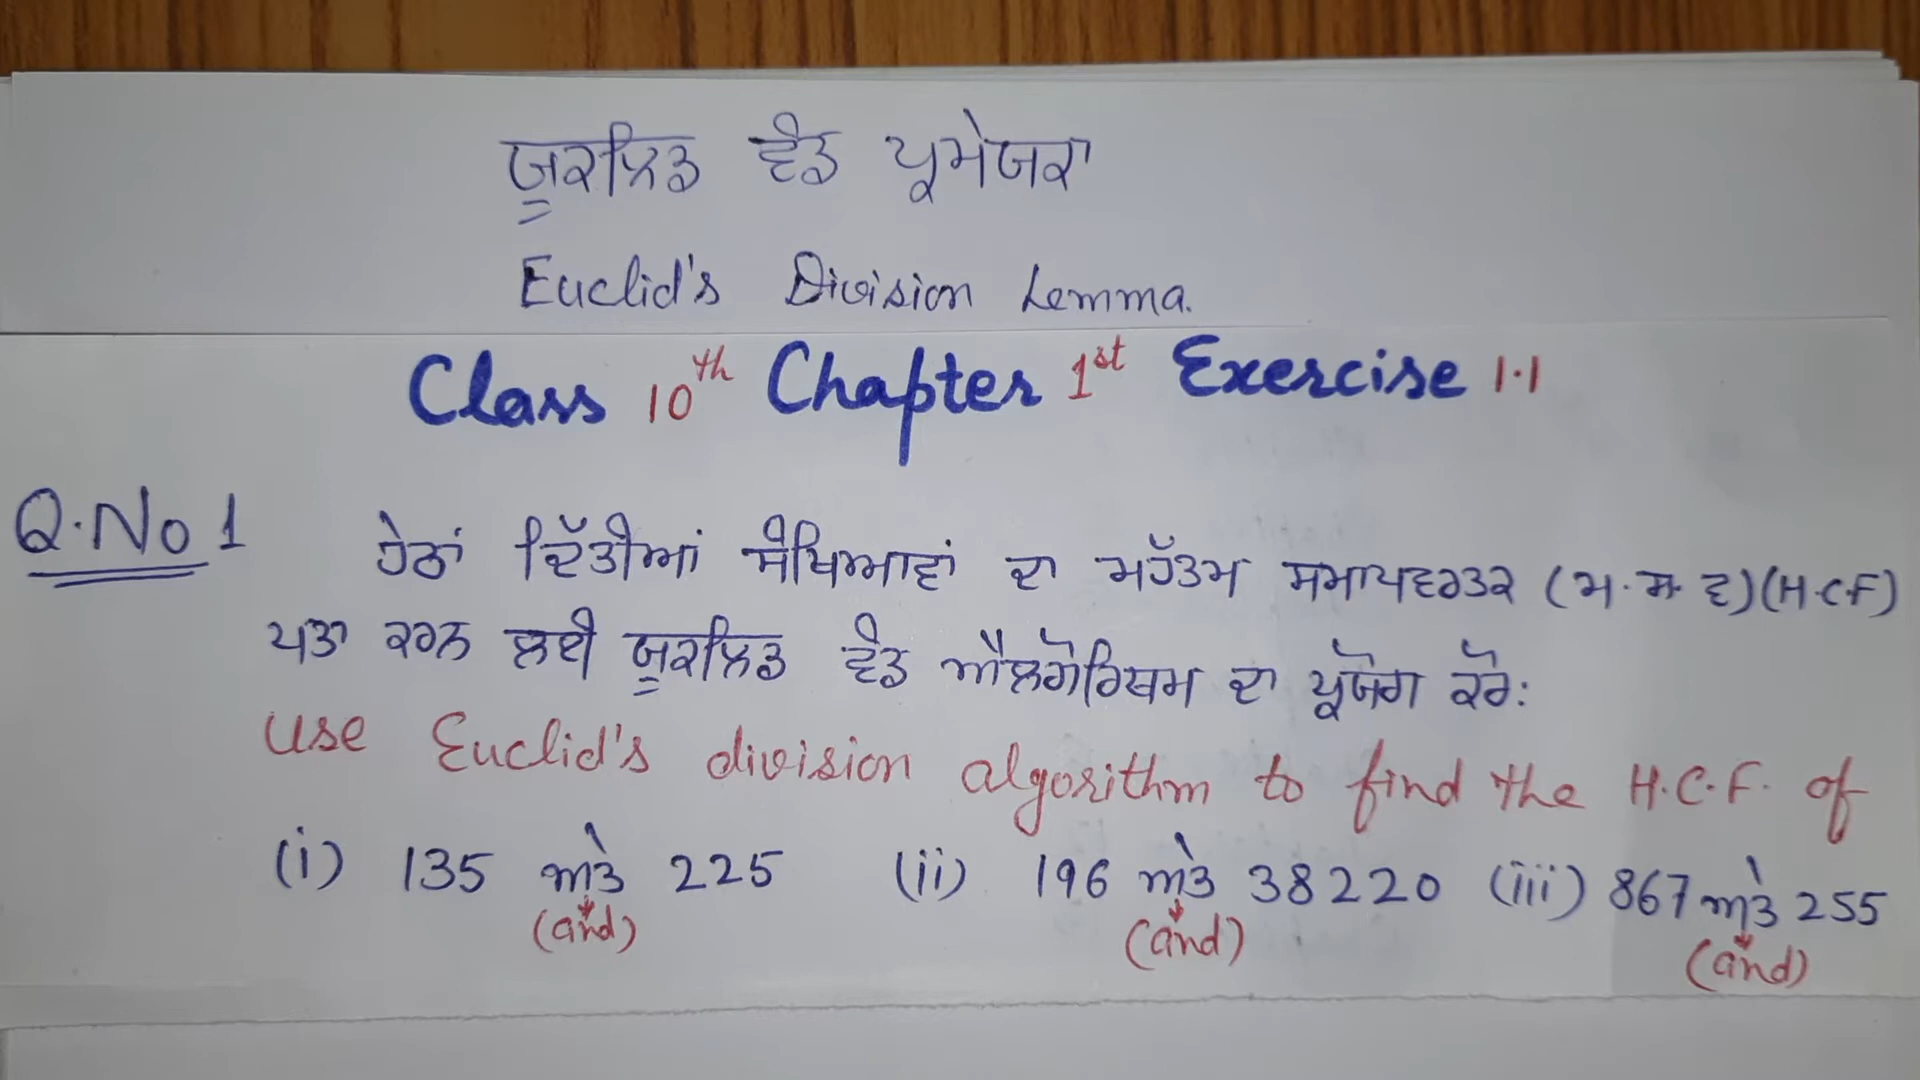 ਯੂਕਲਿਡ ਵੰਡ ਪ੍ਰਮੇਯਕਾ
Euclid's Division Lemma.
Class 10th Chapter 1st Exercise 1.1
Q.No 1 ਹੇਠਾਂ ਦਿੱਤੀਆਂ ਸੰਖਿਆਵਾਂ ਦਾ ਮਹੱਤਮ ਸਮਾਪਵਰਤਕ (ਮ.ਸ.ਵ)(H.C.F)
ਪਤਾ ਕਰਨ ਲਈ ਯੂਕਲਿਡ ਵੰਡ ਐਲਗੋਰਿਥਮ ਦਾ ਪ੍ਰਯੋਗ ਕਰੋ:
Use Euclid's division algorithm to find the H.C.F. of
(i) 135 ਅਤੇ 225 (ii) 196 ਅਤੇ 38220 (iii) 867 ਅਤੇ 255
(and) (and) (and)